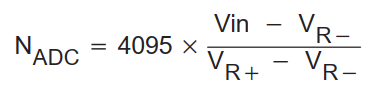 N_ADC = 4095 × (Vin − V_R−) / (V_R+ − V_R−)